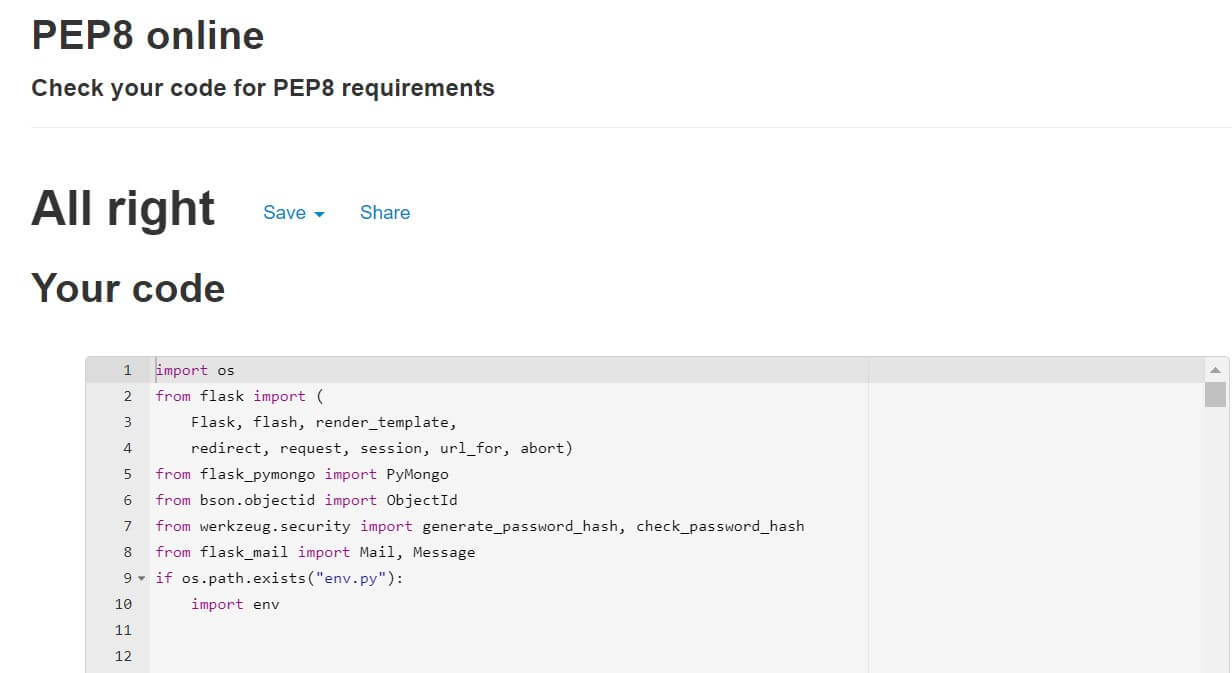 PEP8 online
Check your code for PEP8 requirements
All right Save Share
Your code
1 import os
2 from flask import (
3     Flask, flash, render_template,
4     redirect, request, session, url_for, abort)
5 from flask_pymongo import PyMongo
6 from bson.objectid import ObjectId
7 from werkzeug.security import generate_password_hash, check_password_hash
8 from flask_mail import Mail, Message
9 if os.path.exists("env.py"):
10     import env
11
12